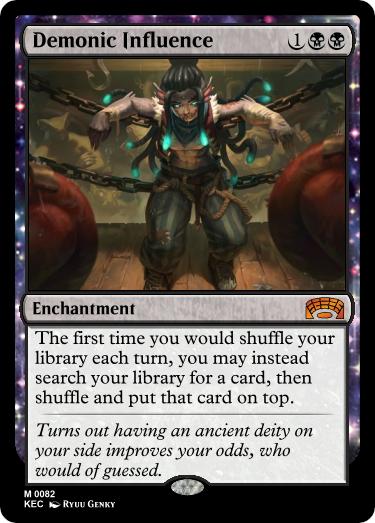 Demonic Influence 1
Enchantment
The first time you would shuffle your
library each turn, you may instead
search your library for a card, then
shuffle and put that card on top.
Turns out having an ancient deity on
your side improves your odds, who
would of guessed.
M 0082
KEC Ryuu Genky